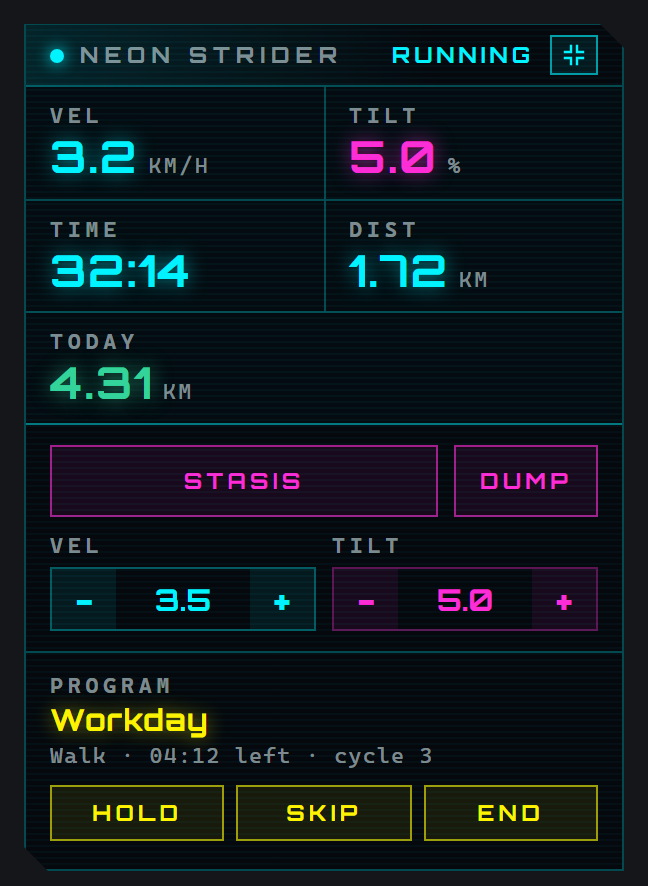 NEON STRIDER RUNNING
VEL TILT
3.2 KM/H 5.0 %
TIME DIST
32:14 1.72 KM
TODAY
4.31 KM
STASIS DUMP
VEL TILT
- 3.5 + - 5.0 +
PROGRAM
Workday
Walk · 04:12 left · cycle 3
HOLD SKIP END